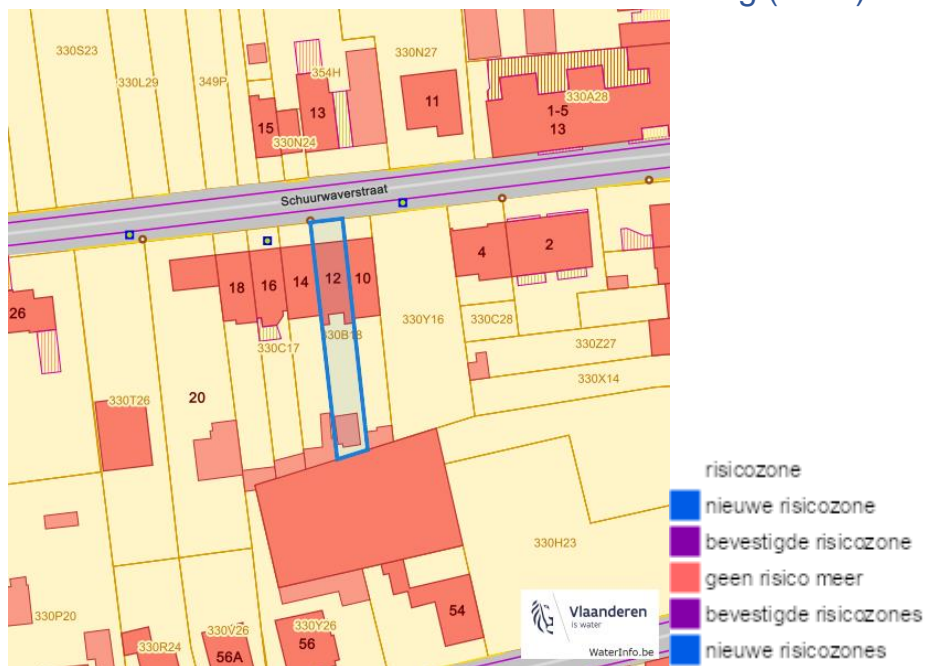 330S23
330L29
349P
354H
330N27
11
330A28
1-5
13
15
13
330N24
Schuurwaverstraat
4
2
18
16
14
12
10
26
330B18
330C17
330Y16
330C28
330Z27
330X14
330T26
20
330H23
330P20
330R24
330V26
56A
330Y26
56
54
Vlaanderen
is water
WaterInfo.be
risicozone
nieuwe risicozone
bevestigde risicozone
geen risico meer
bevestigde risicozones
nieuwe risicozones